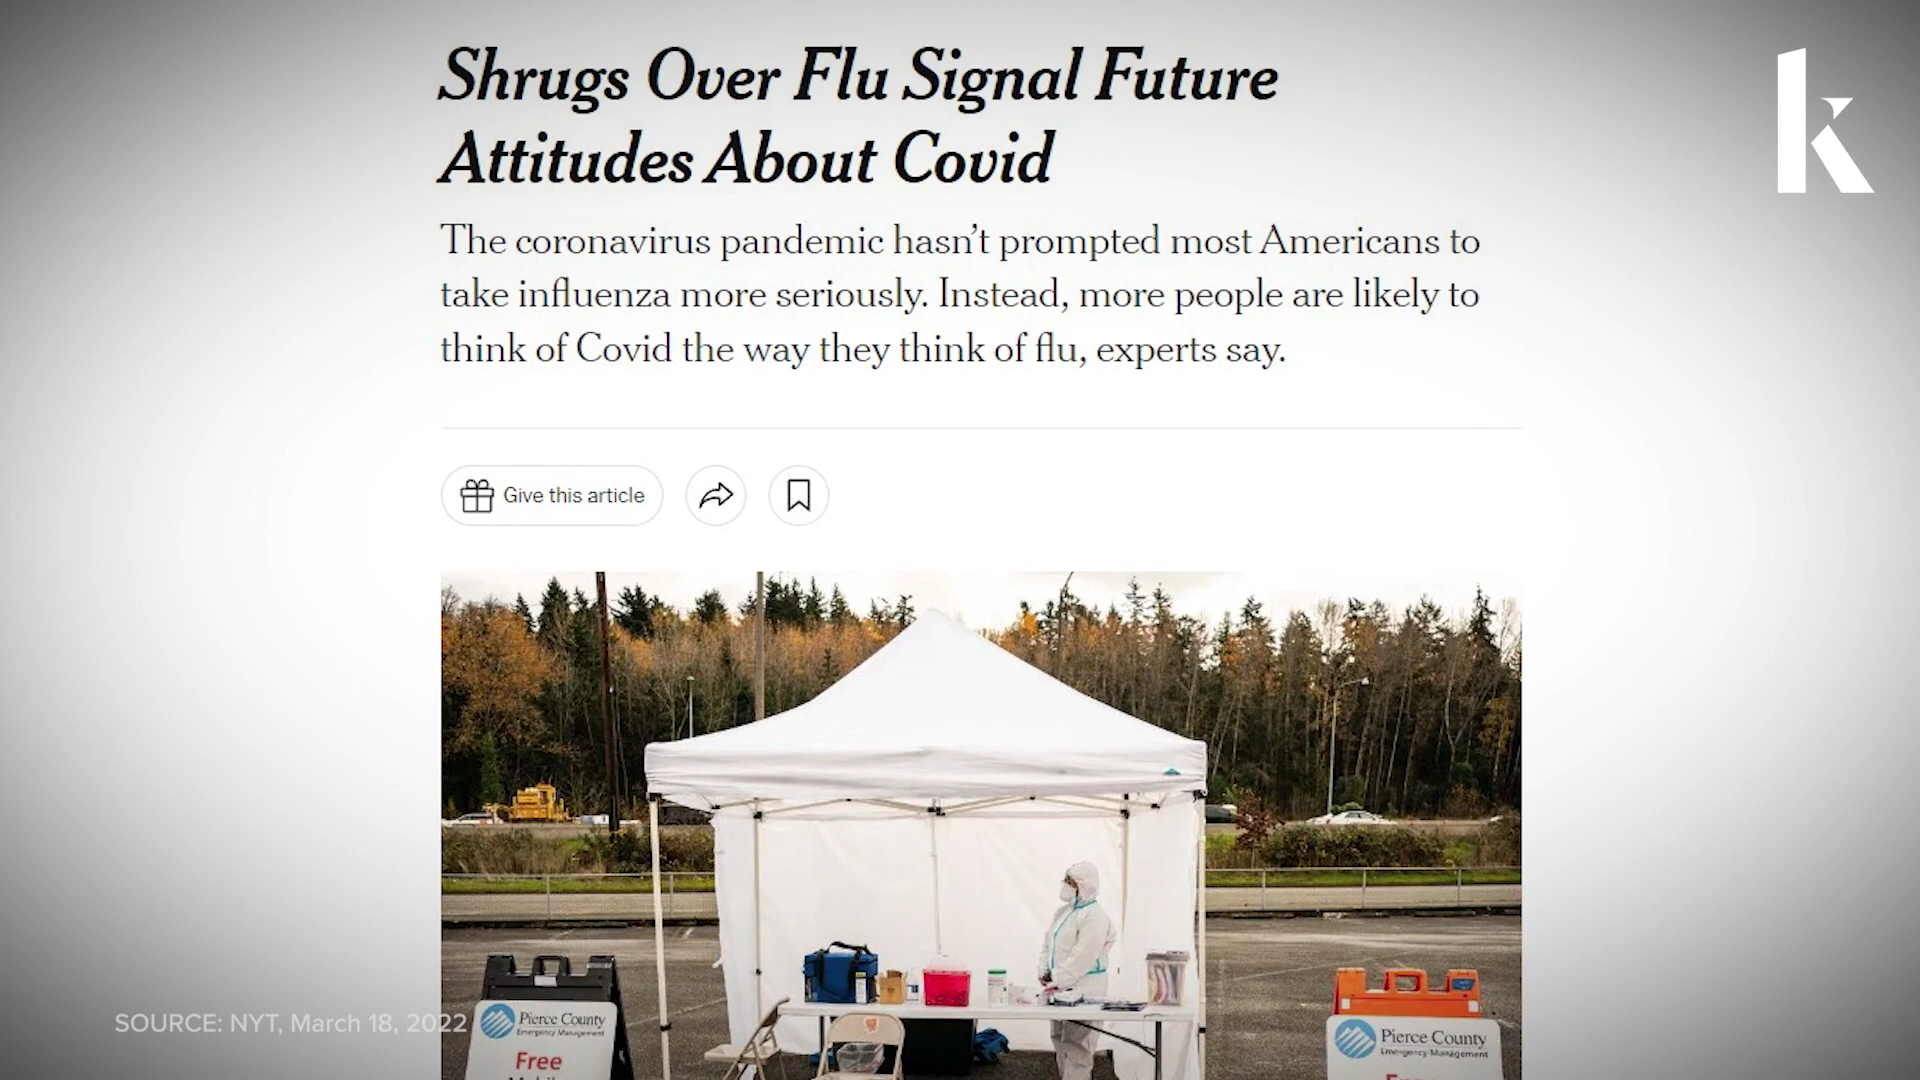 Shrugs Over Flu Signal Future
Attitudes About Covid
The coronavirus pandemic hasn’t prompted most Americans to
take influenza more seriously. Instead, more people are likely to
think of Covid the way they think of flu, experts say.
Give this article
k
SOURCE: NYT, March 18, 2022
Pierce County
Emergency Management
Free
Pierce County
Emergency Management